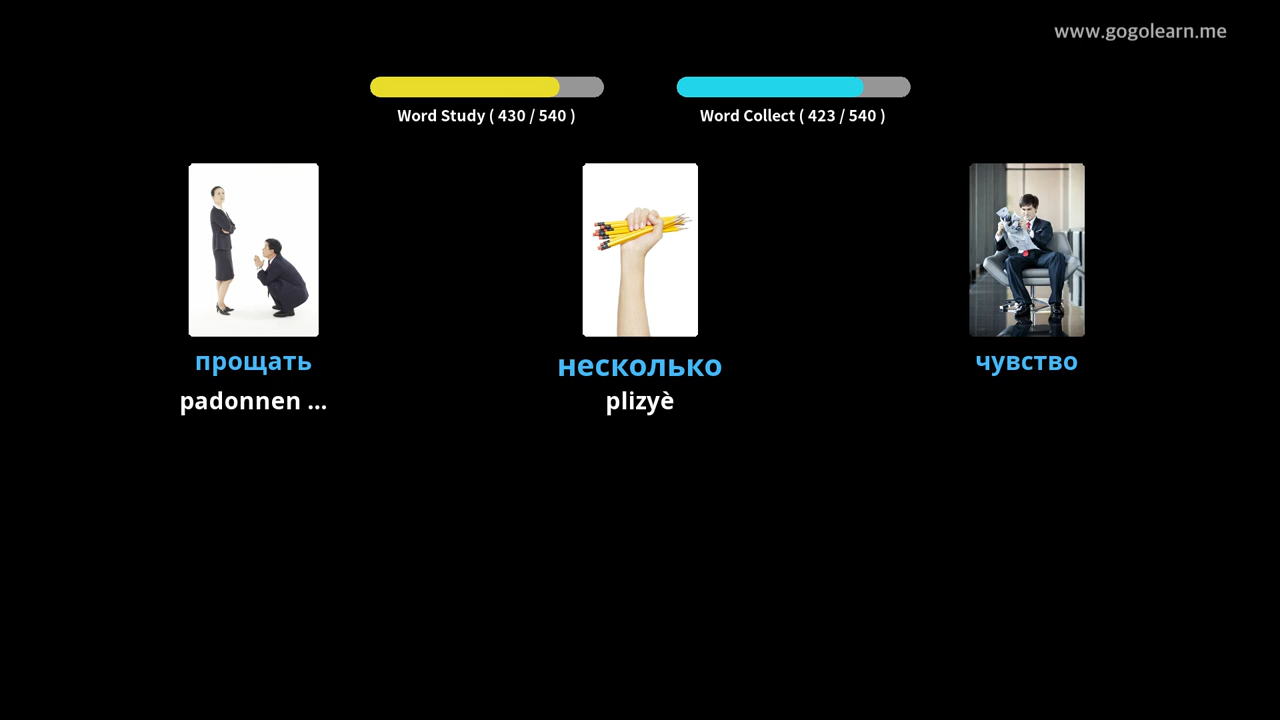 www.gogolearn.me
Word Study ( 430 / 540 )
Word Collect ( 423 / 540 )
прощать
несколько
чувство
padonnen ...
plizyè